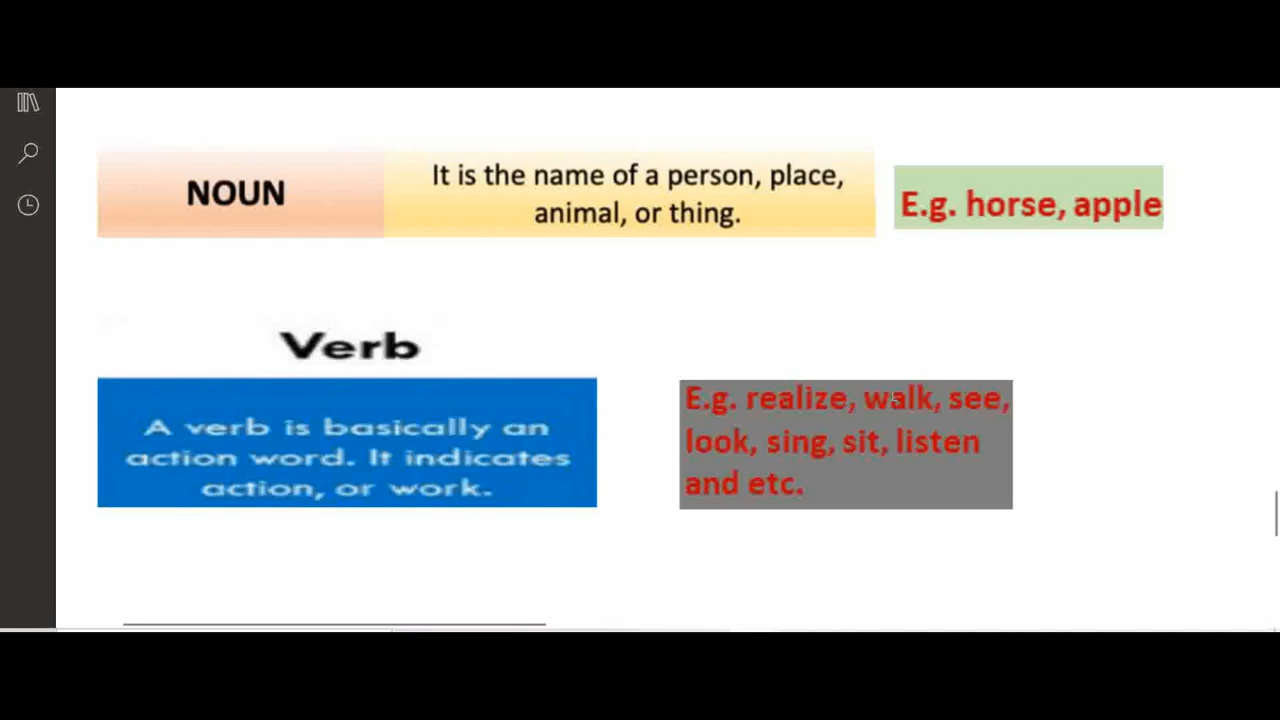 NOUN
It is the name of a person, place,
animal, or thing.
E.g. horse, apple
Verb
A verb is basically an
action word. It indicates
action, or work.
E.g. realize, walk, see,
look, sing, sit, listen
and etc.